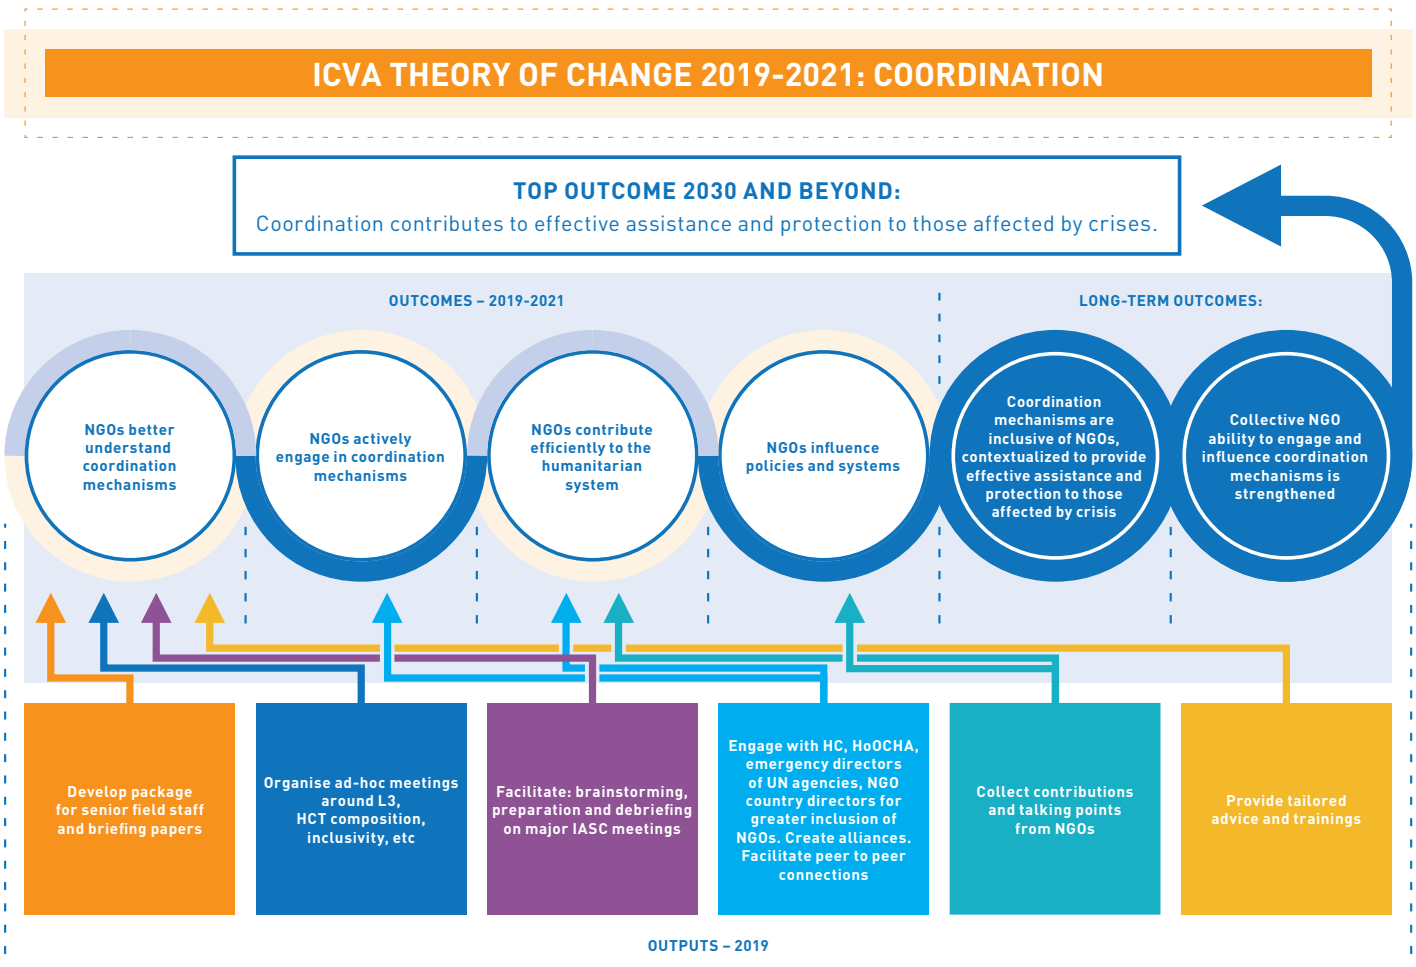 ICVA THEORY OF CHANGE 2019-2021: COORDINATION
TOP OUTCOME 2030 AND BEYOND:
Coordination contributes to effective assistance and protection to those affected by crises.
OUTCOMES – 2019-2021
LONG-TERM OUTCOMES:
NGOs better
understand
coordination
mechanisms
NGOs actively
engage in coordination
mechanisms
NGOs contribute
efficiently to the
humanitarian
system
NGOs influence
policies and systems
Coordination
mechanisms are
inclusive of NGOs,
contextualized to provide
effective assistance and
protection to those
affected by crisis
Collective NGO
ability to engage and
influence coordination
mechanisms is
strengthened
Develop package
for senior field staff
and briefing papers
Organise ad-hoc meetings
around L3,
HCT composition,
inclusivity, etc
Facilitate: brainstorming,
preparation and debriefing
on major IASC meetings
Engage with HC, HoOCHA,
emergency directors
of UN agencies, NGO
country directors for
greater inclusion of
NGOs. Create alliances.
Facilitate peer to peer
connections
Collect contributions
and talking points
from NGOs
Provide tailored
advice and trainings
OUTPUTS – 2019